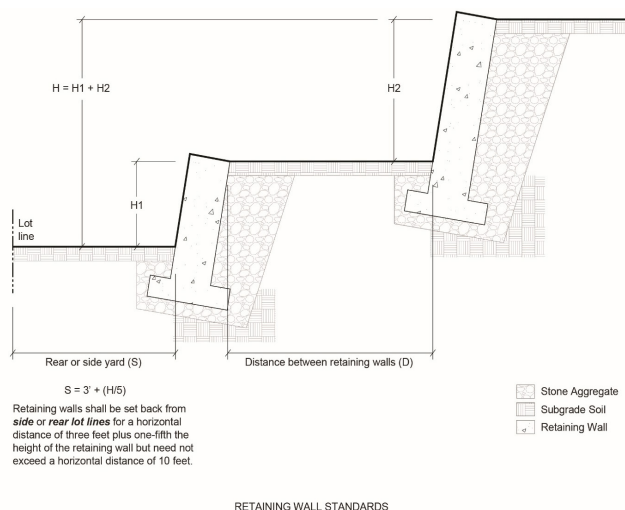 H = H1 + H2
H2
H1
Lot
line
Rear or side yard (S)
Distance between retaining walls (D)
S = 3' + (H/5)
Retaining walls shall be set back from
side or rear lot lines for a horizontal
distance of three feet plus one-fifth the
height of the retaining wall but need not
exceed a horizontal distance of 10 feet.
Stone Aggregate
Subgrade Soil
Retaining Wall
RETAINING WALL STANDARDS